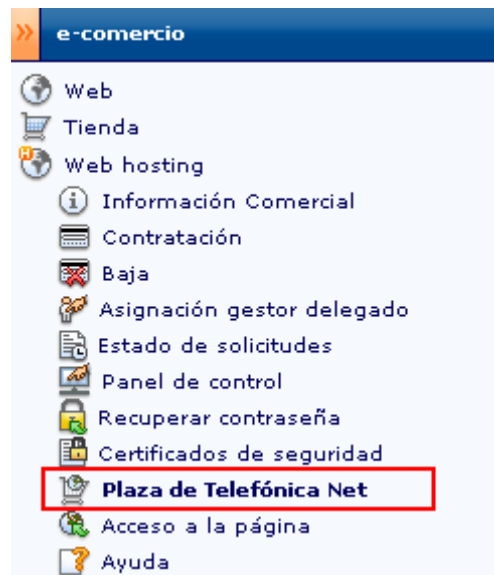 e-comercio
Web
Tienda
Web hosting
Información Comercial
Contratación
Baja
Asignación gestor delegado
Estado de solicitudes
Panel de control
Recuperar contraseña
Certificados de seguridad
Plaza de Telefónica Net
Acceso a la página
Ayuda